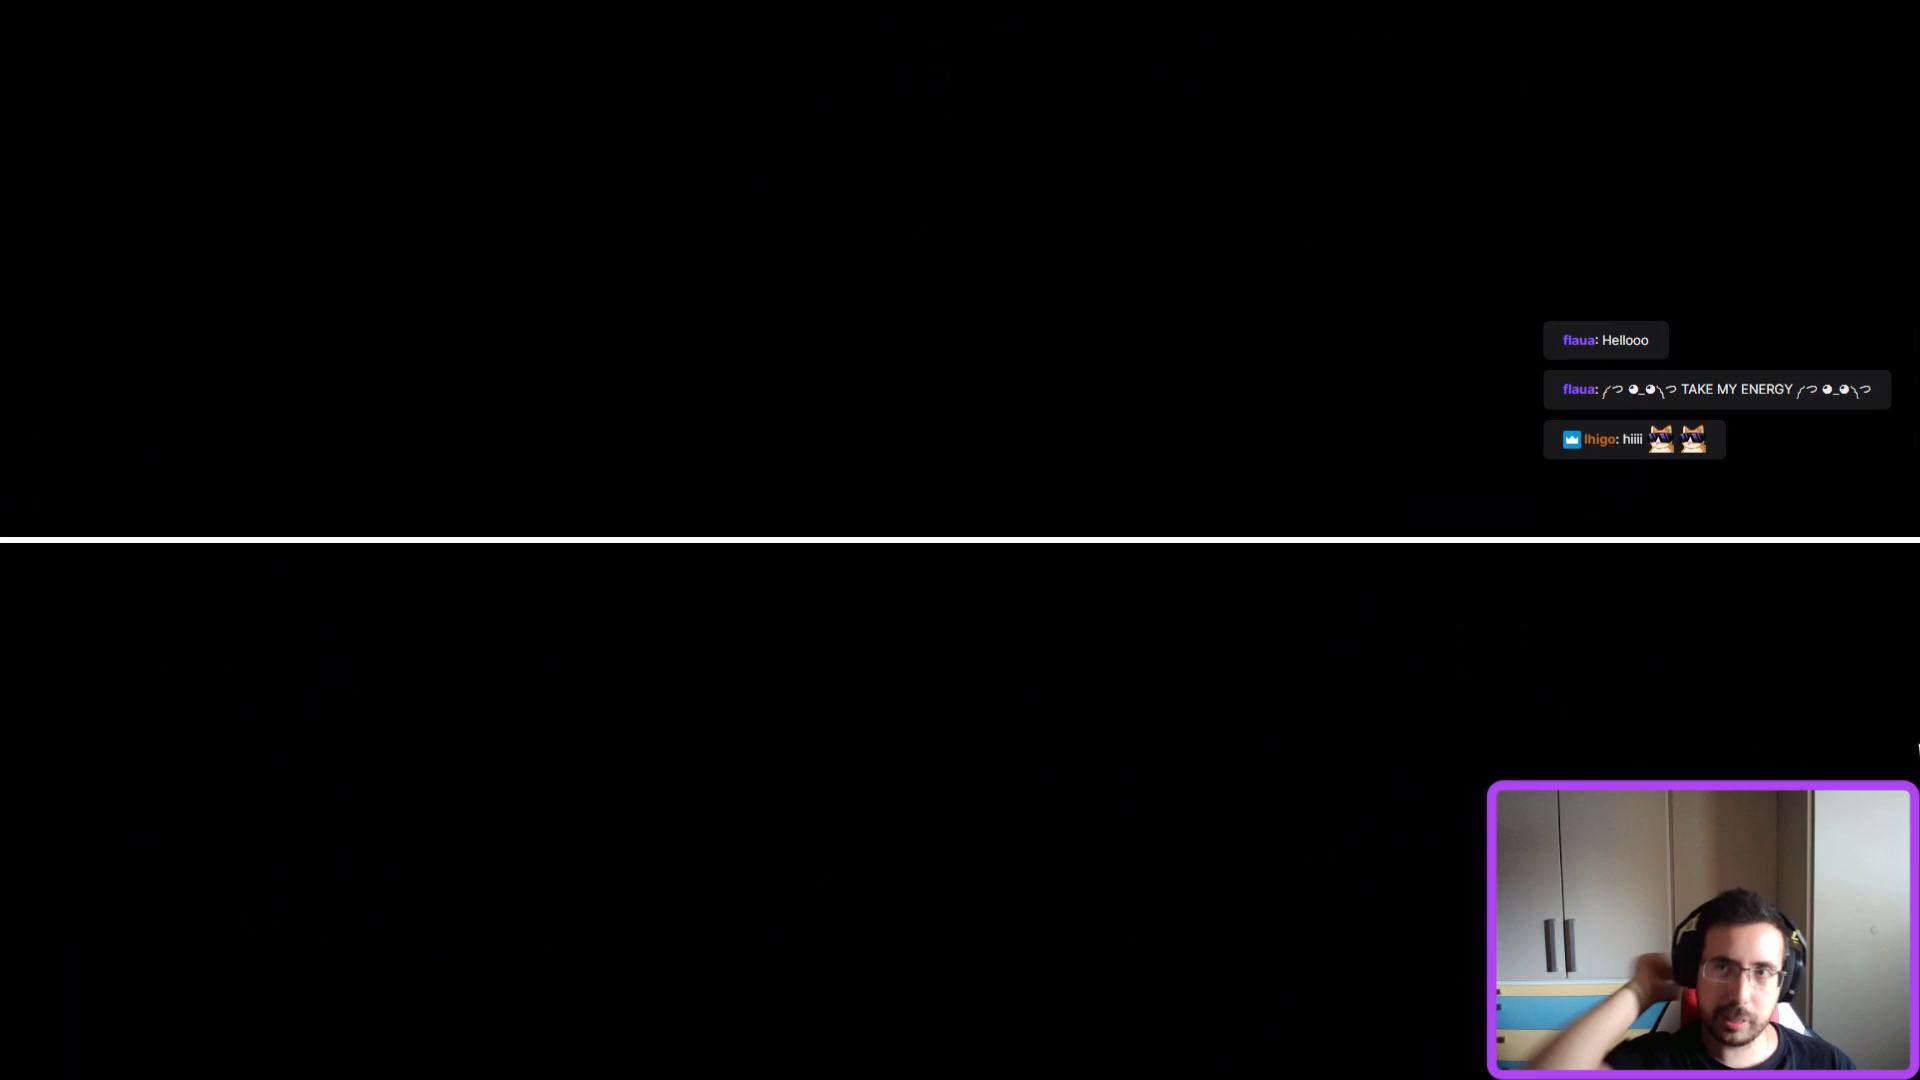 flaua: Hellooo
flaua: ༼つ ◕_◕༽つ TAKE MY ENERGY ༼つ ◕_◕༽つ
lhigo: hiiii